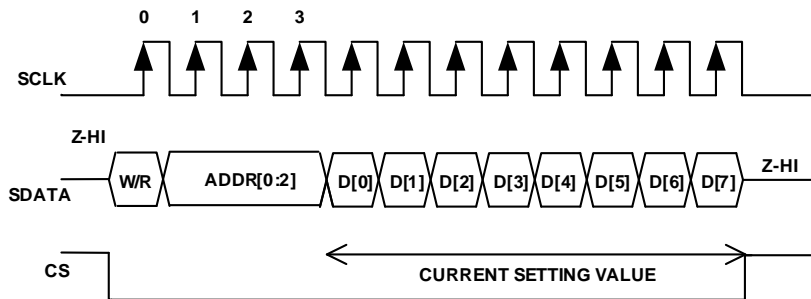 0 1 2 3
SCLK
Z-HI
W/R ADDR[0:2] D[0] D[1] D[2] D[3] D[4] D[5] D[6] D[7] Z-HI
SDATA
CS CURRENT SETTING VALUE